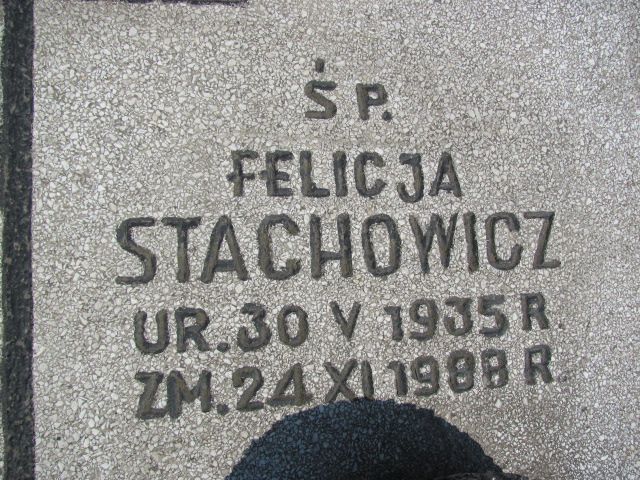 Ś P.
FELICJA
STACHOWICZ
UR. 30 V 1935 R.
ZM. 24 XI 1988 R.